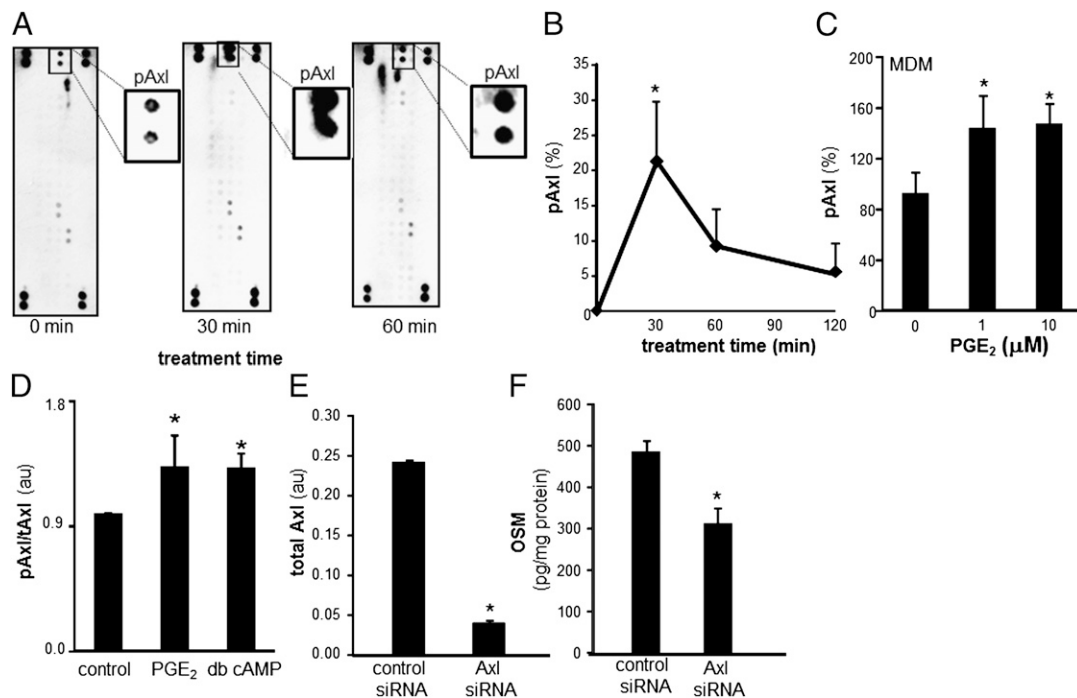 A
pAxl
pAxl
pAxl
0 min
30 min
60 min
treatment time
B
35
30
25
20
15
10
5
0
pAxl (%)
*
30 60 90 120
treatment time (min)
C
MDM
200
160
120
80
40
0
pAxl (%)
* *
0 1 10
PGE₂ (µM)
D
1.8
0.9
0.0
pAxl/tAxl (au)
* *
control PGE₂ db cAMP
E
0.30
0.25
0.20
0.15
0.10
0.05
0.00
total Axl (au)
*
control siRNA
Axl siRNA
F
600
500
400
300
200
100
0
OSM
(pg/mg protein)
*
control siRNA
Axl siRNA